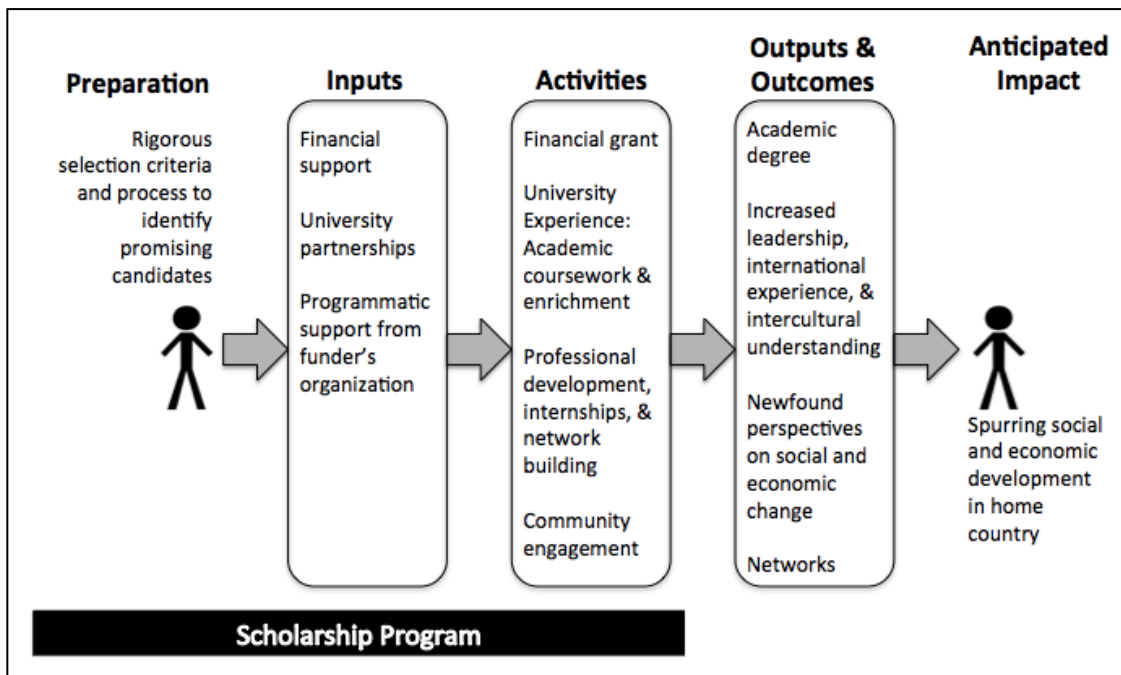 Preparation
Rigorous
selection criteria
and process to
identify
promising
candidates
Inputs
Financial
support
University
partnerships
Programmatic
support from
funder's
organization
Activities
Financial grant
University
Experience:
Academic
coursework &
enrichment
Professional
development,
internships, &
network
building
Community
engagement
Outputs &
Outcomes
Academic
degree
Increased
leadership,
international
experience, &
intercultural
understanding
Newfound
perspectives
on social and
economic
change
Networks
Anticipated
Impact
Spurring social
and economic
development
in home
country
Scholarship Program